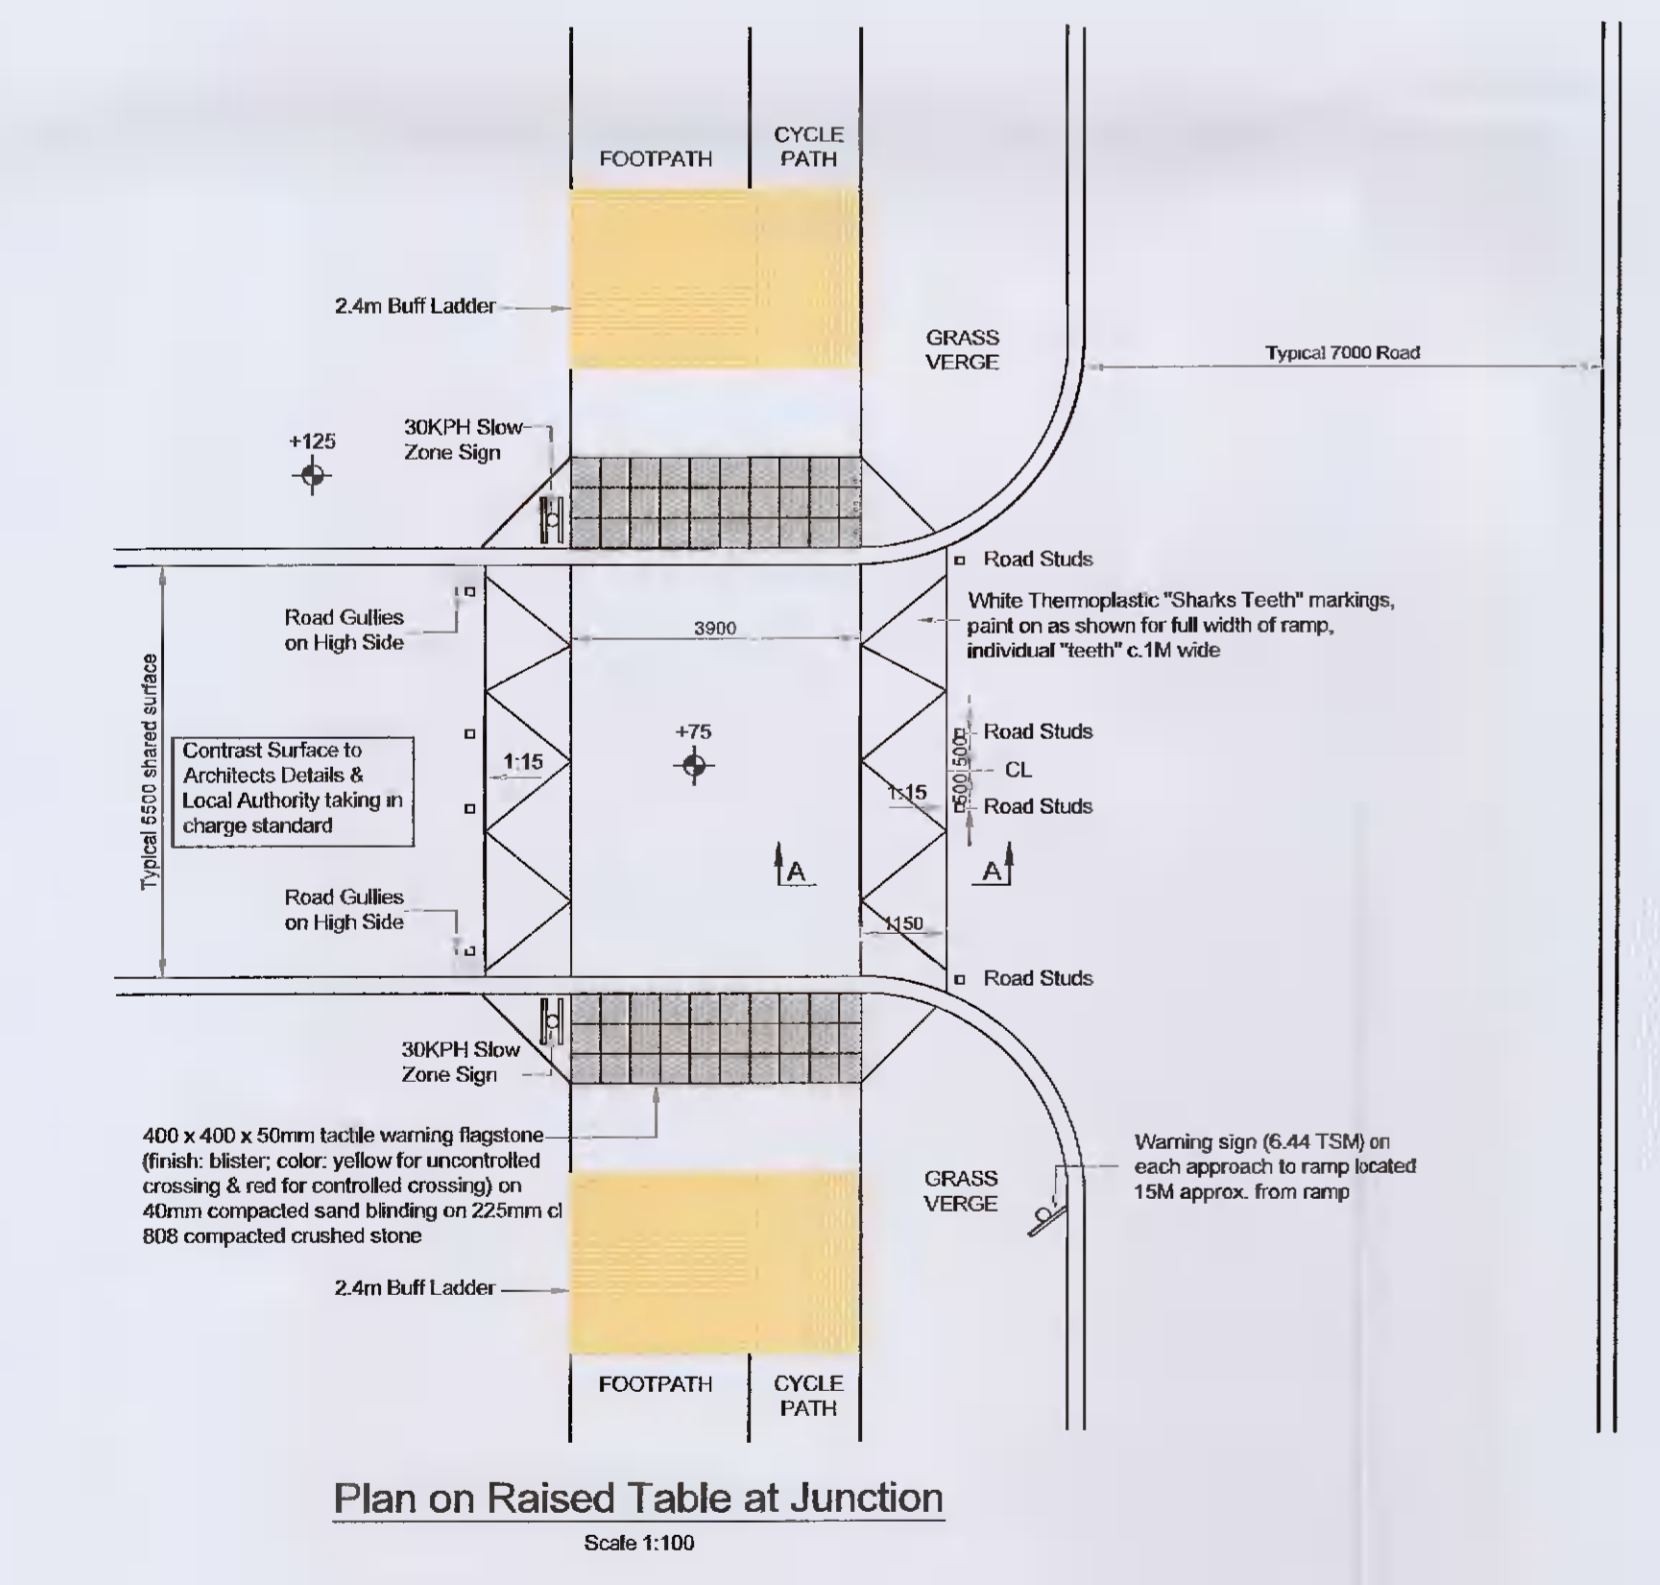 FOOTPATH
CYCLE
PATH
2.4m Buff Ladder
GRASS
VERGE
Typical 7000 Road
+125
30KPH Slow
Zone Sign
Road Studs
Road Gullies
on High Side
3900
White Thermoplastic "Sharks Teeth" markings,
paint on as shown for full width of ramp,
individual "teeth" c.1M wide
Typical 5500 shared surface
Contrast Surface to
Architects Details &
Local Authority taking in
charge standard
1:15
+75
500 500
Road Studs
CL
1:15
Road Studs
A
A
Road Gullies
on High Side
1150
Road Studs
30KPH Slow
Zone Sign
400 x 400 x 50mm tactile warning flagstone
(finish: blister; color: yellow for uncontrolled
crossing & red for controlled crossing) on
40mm compacted sand blinding on 225mm cl
808 compacted crushed stone
GRASS
VERGE
Warning sign (6.44 TSM) on
each approach to ramp located
15M approx. from ramp
2.4m Buff Ladder
FOOTPATH
CYCLE
PATH
Plan on Raised Table at Junction
Scale 1:100